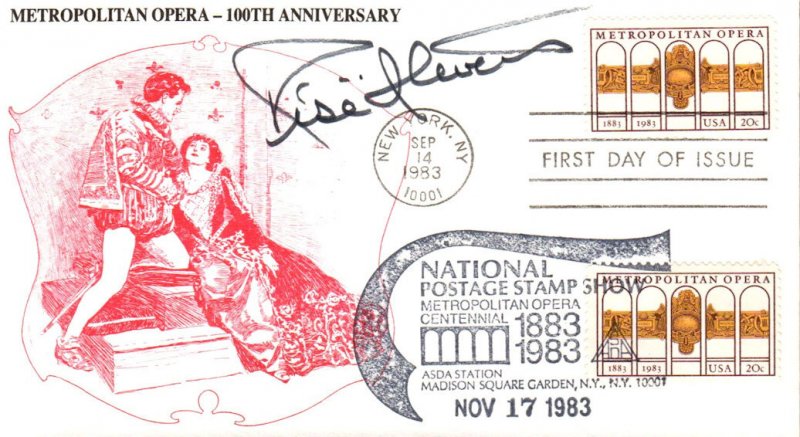 METROPOLITAN OPERA – 100TH ANNIVERSARY
Risë Stevens
METROPOLITAN OPERA
1883 1983 USA 20c
NEW YORK, NY
SEP
14
1983
10001
FIRST DAY OF ISSUE
NATIONAL
POSTAGE STAMP SHOW
METROPOLITAN OPERA
CENTENNIAL 1883
1983
ASDA STATION
MADISON SQUARE GARDEN, N.Y., N.Y. 10001
NOV 17 1983
METROPOLITAN OPERA
1883 1983 USA 20c